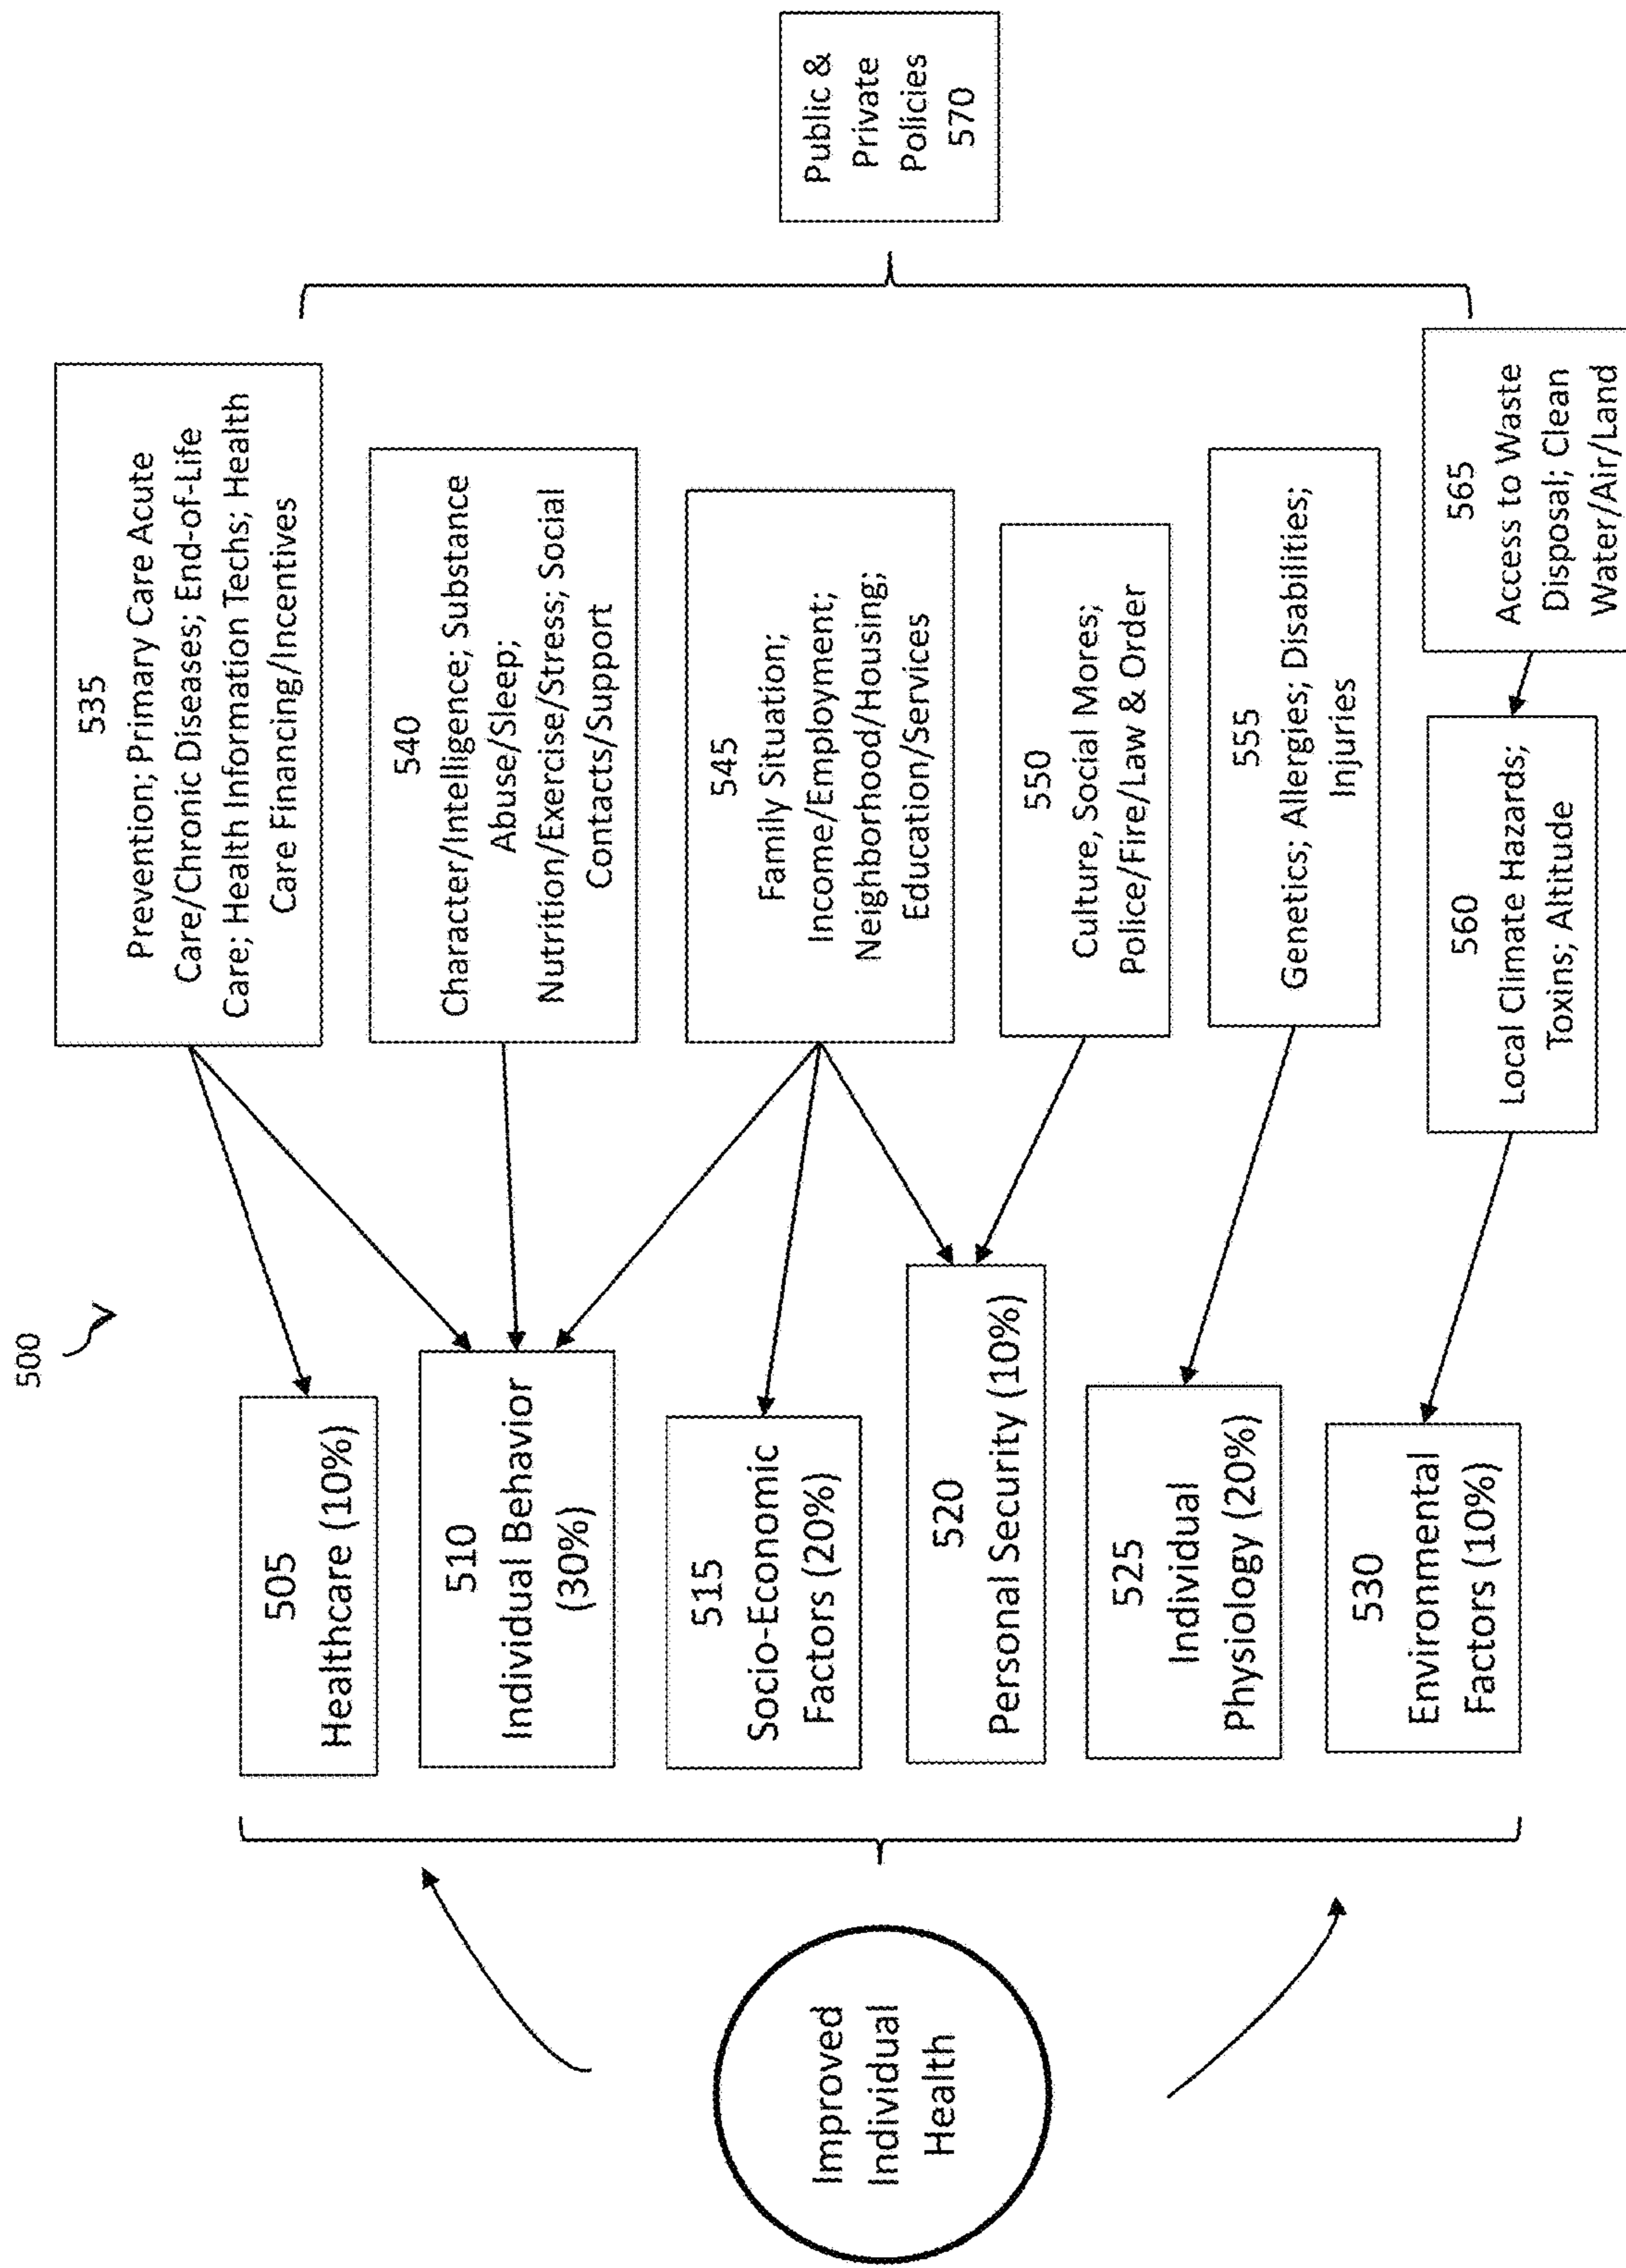 500
Improved
Individual
Health
505
Healthcare (10%)
510
Individual Behavior
(30%)
515
Socio-Economic
Factors (20%)
520
Personal Security (10%)
525
Individual
Physiology (20%)
530
Environmental
Factors (10%)
535
Prevention; Primary Care Acute
Care/Chronic Diseases; End-of-Life
Care; Health Information Techs; Health
Care Financing/Incentives
540
Character/Intelligence; Substance
Abuse/Sleep;
Nutrition/Exercise/Stress; Social
Contacts/Support
545
Family Situation;
Income/Employment;
Neighborhood/Housing;
Education/Services
550
Culture, Social Mores;
Police/Fire/Law & Order
555
Genetics; Allergies; Disabilities;
Injuries
560
Local Climate Hazards;
Toxins; Altitude
565
Access to Waste
Disposal; Clean
Water/Air/Land
Public &
Private
Policies
570